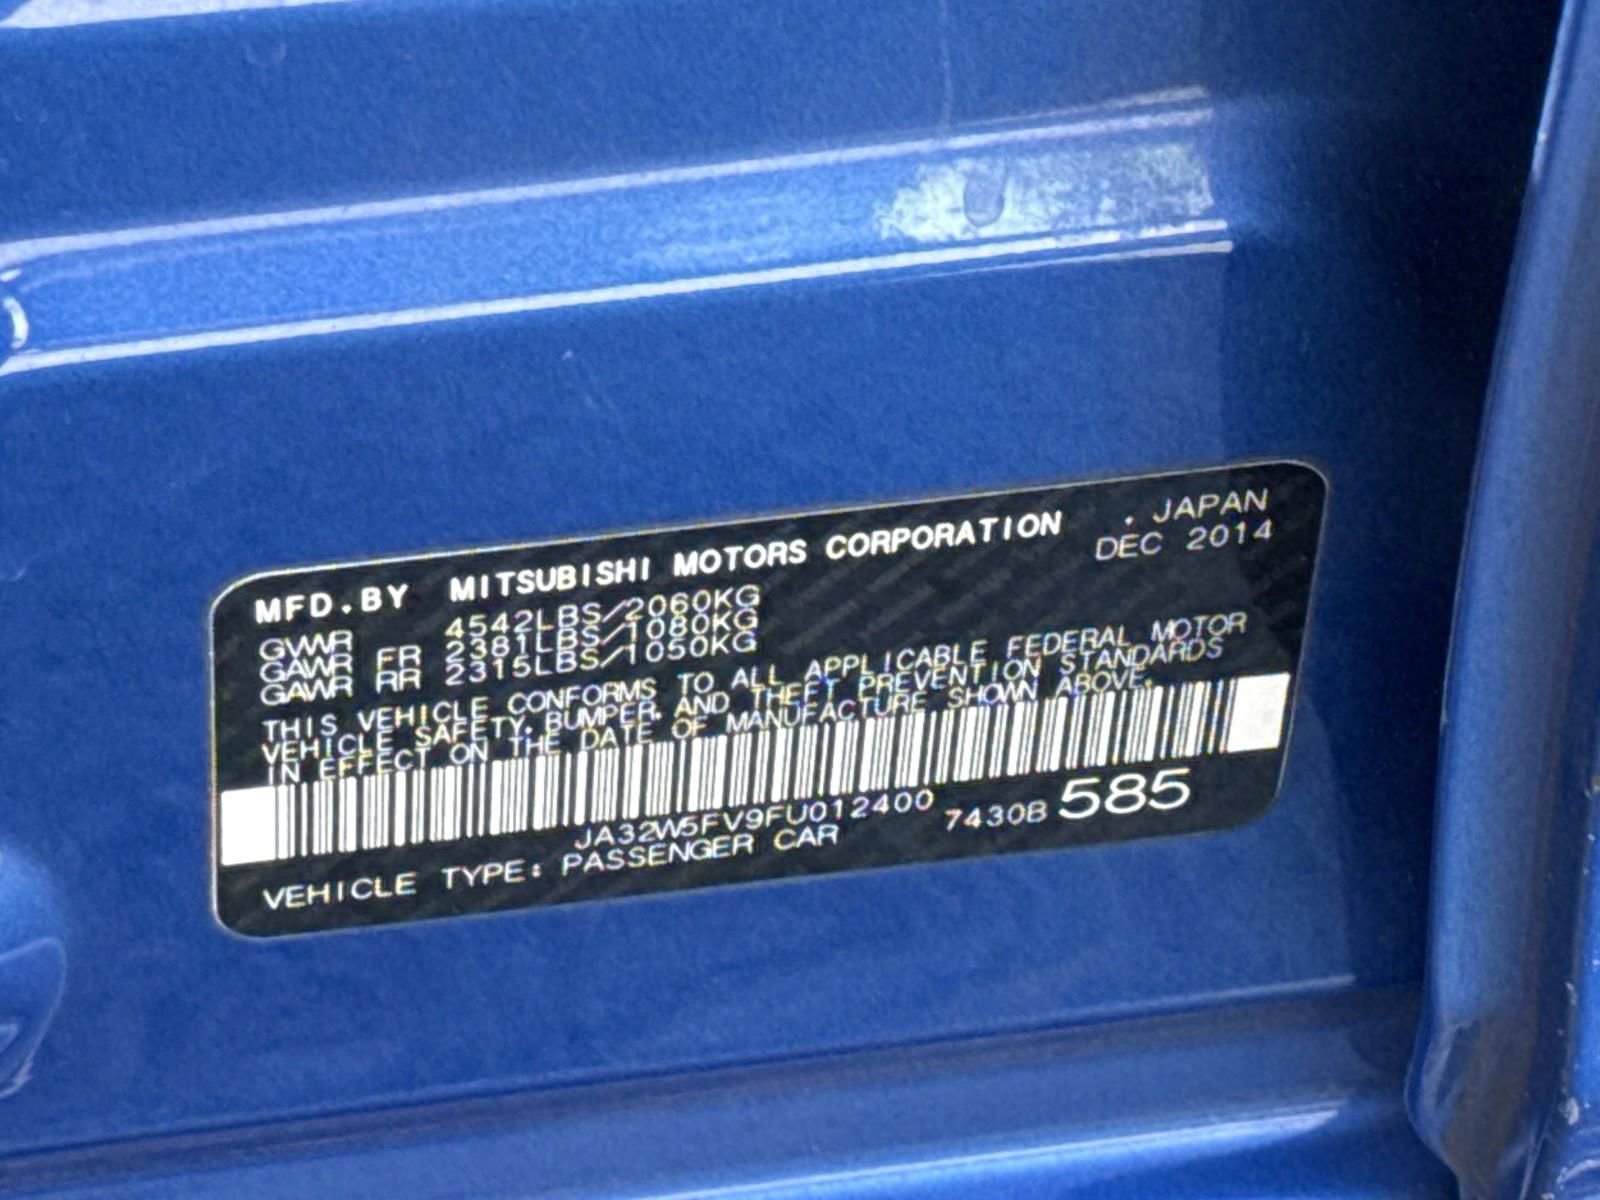 MFD.BY MITSUBISHI MOTORS CORPORATION . JAPAN
GVWR 4542LBS/2060KG DEC 2014
GAWR FR 2381LBS/1080KG
GAWR RR 2315LBS/1050KG
THIS VEHICLE CONFORMS TO ALL APPLICABLE FEDERAL MOTOR
VEHICLE SAFETY, BUMPER, AND THEFT PREVENTION STANDARDS
IN EFFECT ON THE DATE OF MANUFACTURE SHOWN ABOVE.
JA32W5FV9FU012400 7430B 585
VEHICLE TYPE: PASSENGER CAR